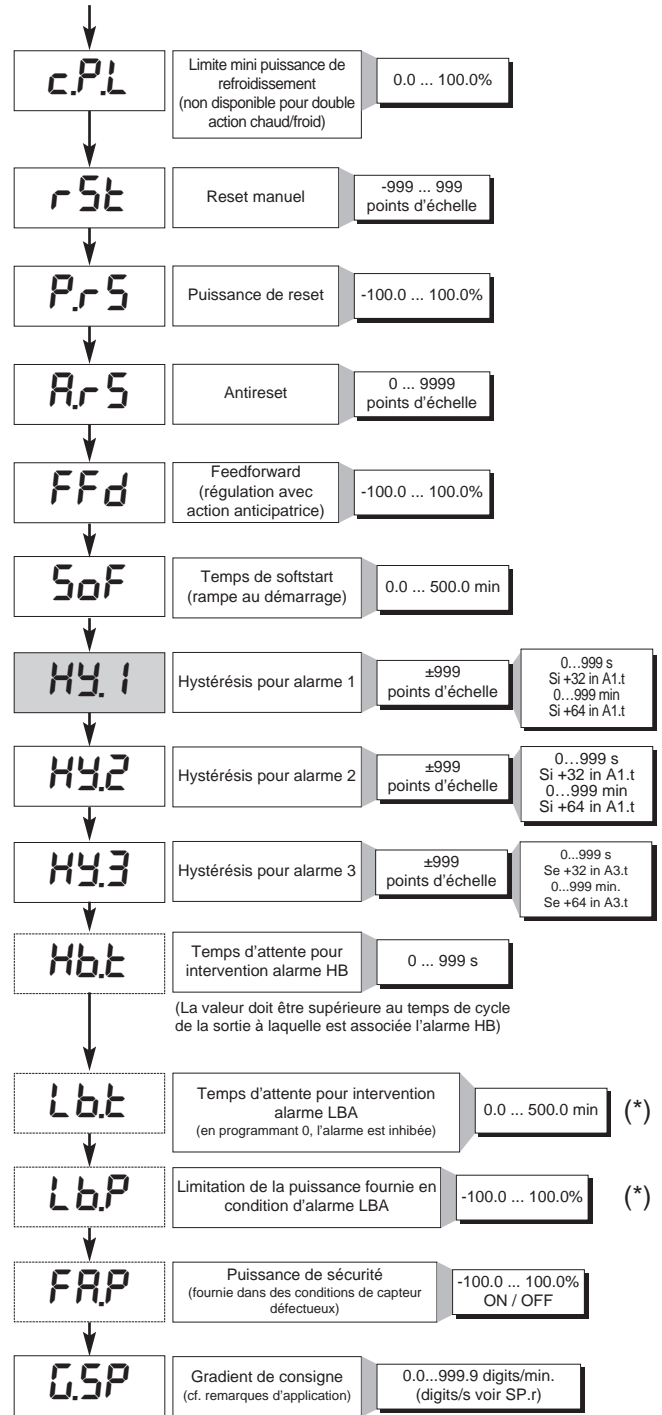 c.P.L
Limite mini puissance de
refroidissement
(non disponible pour double
action chaud/froid)
0.0 ... 100.0%
rSt
Reset manuel
-999 ... 999
points d’échelle
P.rS
Puissance de reset
-100.0 ... 100.0%
A.rS
Antireset
0 ... 9999
points d’échelle
FFd
Feedforward
(régulation avec
action anticipatrice)
-100.0 ... 100.0%
SoF
Temps de softstart
(rampe au démarrage)
0.0 ... 500.0 min
HY.1
Hystérésis pour alarme 1
±999
points d’échelle
0...999 s
Si +32 in A1.t
0...999 min
Si +64 in A1.t
HY.2
Hystérésis pour alarme 2
±999
points d’échelle
0...999 s
Si +32 in A1.t
0...999 min
Si +64 in A1.t
HY.3
Hystérésis pour alarme 3
±999
points d’échelle
0...999 s
Se +32 in A3.t
0...999 min.
Se +64 in A3.t
Hb.t
Temps d’attente pour
intervention alarme HB
0 ... 999 s
(La valeur doit être supérieure au temps de cycle
de la sortie à laquelle est associée l’alarme HB)
Lb.t
Temps d’attente pour intervention
alarme LBA
(en programmant 0, l’alarme est inhibée)
0.0 ... 500.0 min
(*)
Lb.P
Limitation de la puissance fournie en
condition d’alarme LBA
-100.0 ... 100.0%
(*)
FA.P
Puissance de sécurité
(fournie dans des conditions de capteur
défectueux)
-100.0 ... 100.0%
ON / OFF
G.SP
Gradient de consigne
(cf. remarques d’application)
0.0...999.9 digits/min.
(digits/s voir SP.r)